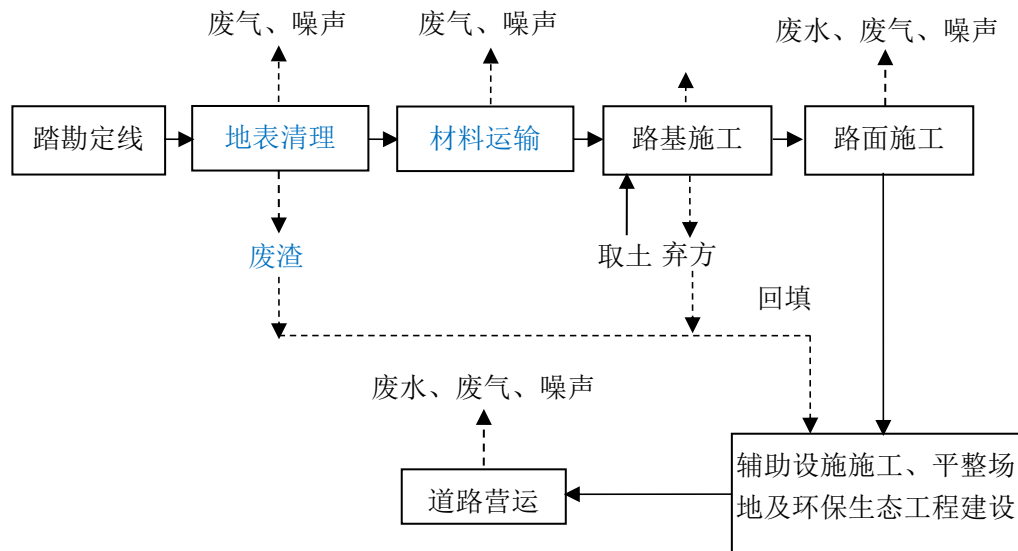 废气、噪声
废气、噪声
废水、废气、噪声
踏勘定线
地表清理
材料运输
路基施工
路面施工
废渣
取土
弃方
回填
废水、废气、噪声
道路营运
辅助设施施工、平整场
地及环保生态工程建设